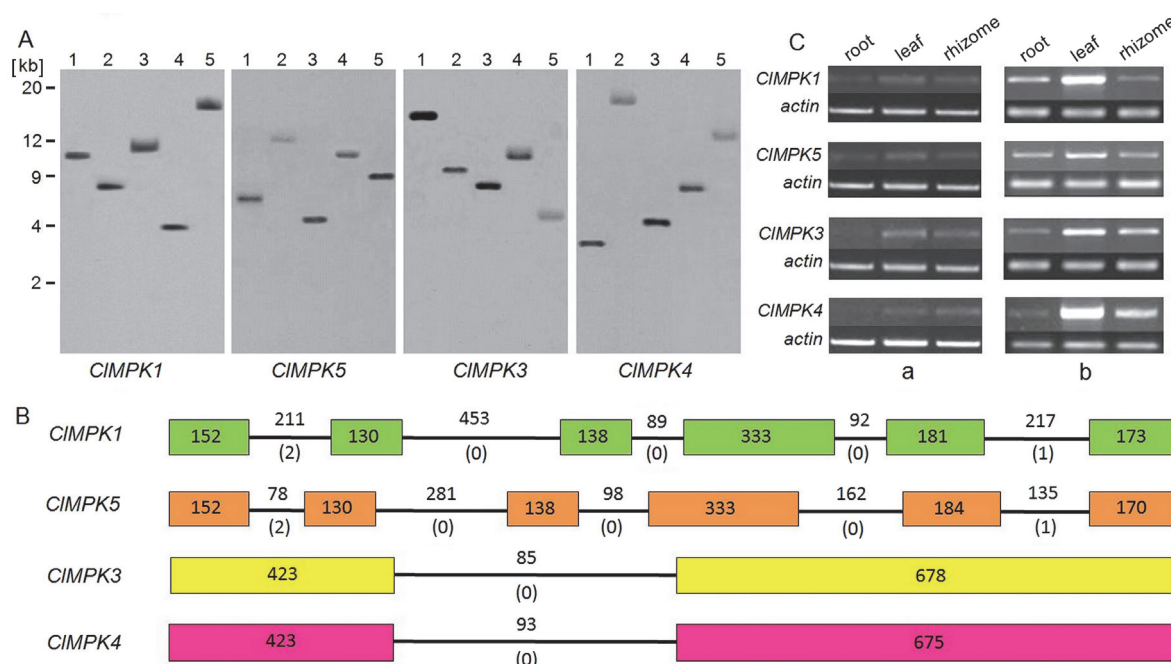 A
1 2 3 4 5 1 2 3 4 5 1 2 3 4 5 1 2 3 4 5
[kb]
20
12
9
4
2
ClMPK1 ClMPK5 ClMPK3 ClMPK4
C
root leaf rhizome root leaf rhizome
ClMPK1
actin
ClMPK5
actin
ClMPK3
actin
ClMPK4
actin
a b
B
211 453 89 92 217
ClMPK1 152 130 138 333 181 173
(2) (0) (0) (0) (1)
78 281 98 162 135
ClMPK5 152 130 138 333 184 170
(2) (0) (0) (0) (1)
85
ClMPK3 423 678
(0)
93
ClMPK4 423 675
(0)